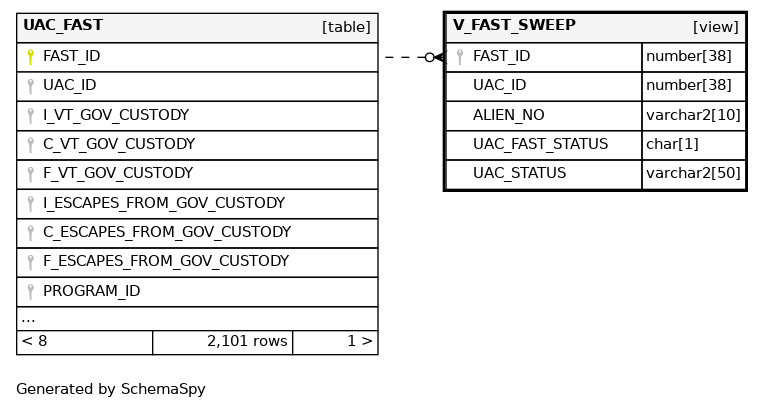 UAC_FAST [table]
FAST_ID
UAC_ID
I_VT_GOV_CUSTODY
C_VT_GOV_CUSTODY
F_VT_GOV_CUSTODY
I_ESCAPES_FROM_GOV_CUSTODY
C_ESCAPES_FROM_GOV_CUSTODY
F_ESCAPES_FROM_GOV_CUSTODY
PROGRAM_ID
...
< 8 2,101 rows 1 >
V_FAST_SWEEP [view]
FAST_ID number[38]
UAC_ID number[38]
ALIEN_NO varchar2[10]
UAC_FAST_STATUS char[1]
UAC_STATUS varchar2[50]
Generated by SchemaSpy